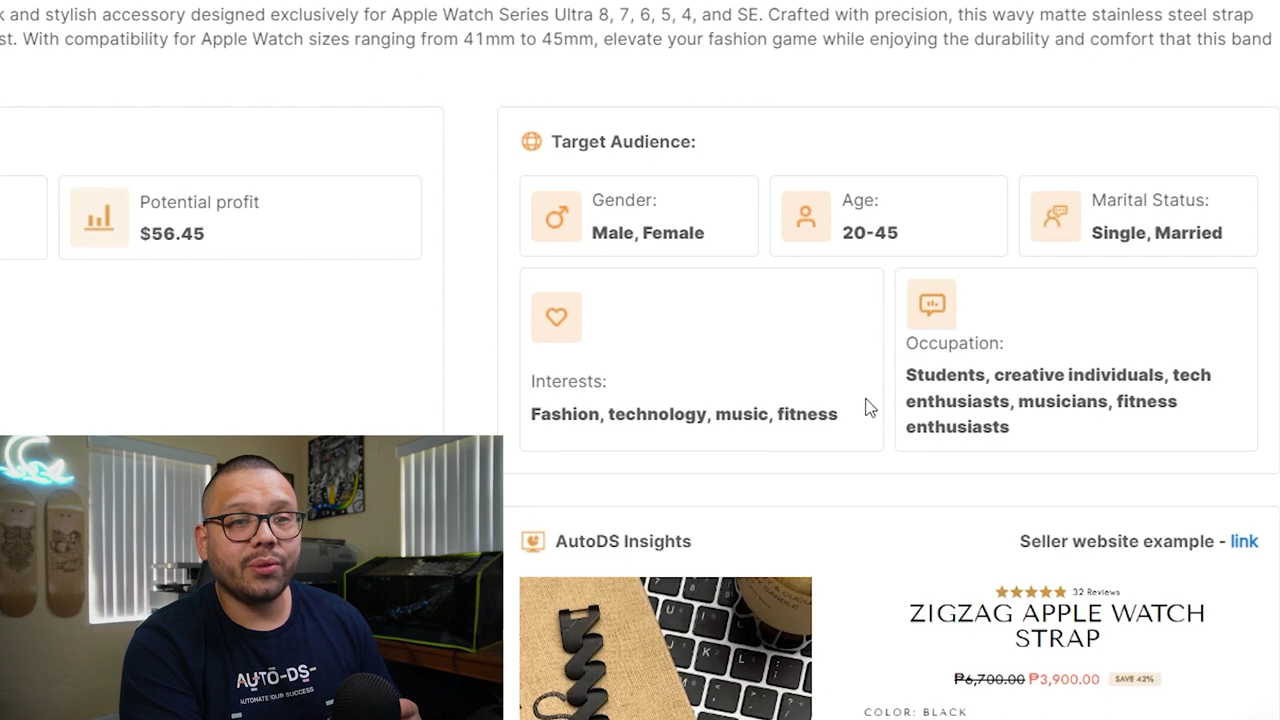 k and stylish accessory designed exclusively for Apple Watch Series Ultra 8, 7, 6, 5, 4, and SE. Crafted with precision, this wavy matte stainless steel strap
st. With compatibility for Apple Watch sizes ranging from 41mm to 45mm, elevate your fashion game while enjoying the durability and comfort that this band
Potential profit
$56.45
Target Audience:
Gender:
Male, Female
Age:
20-45
Marital Status:
Single, Married
Interests:
Fashion, technology, music, fitness
Occupation:
Students, creative individuals, tech
enthusiasts, musicians, fitness
enthusiasts
AutoDS Insights
Seller website example - link
32 Reviews
ZIGZAG APPLE WATCH
STRAP
₱6,700.00 ₱3,900.00 SAVE 42%
COLOR: BLACK
AUTO-DS
AUTOMATE YOUR SUCCESS
U I
J K L